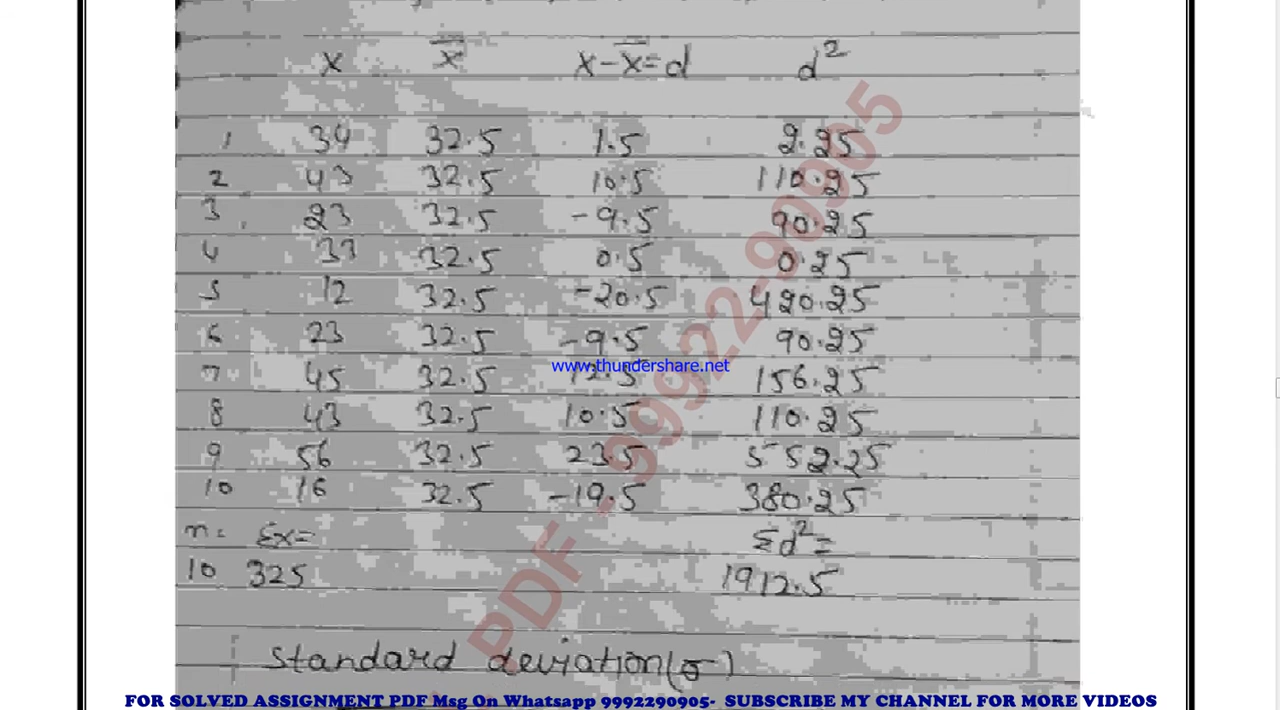 x x̅ x-x̅=d d²
1 34 32.5 1.5 2.25
2 43 32.5 10.5 110.25
3 23 32.5 -9.5 90.25
4 33 32.5 0.5 0.25
5 12 32.5 -20.5 420.25
6 23 32.5 -9.5 90.25
www.thundershare.net
7 45 32.5 12.5 156.25
8 43 32.5 10.5 110.25
9 56 32.5 23.5 552.25
10 16 32.5 -19.5 380.25
n= Σx= Σd²=
10 325 1912.5
Standard deviation(σ)
PDF - 99922-90905
FOR SOLVED ASSIGNMENT PDF Msg On Whatsapp 9992290905- SUBSCRIBE MY CHANNEL FOR MORE VIDEOS